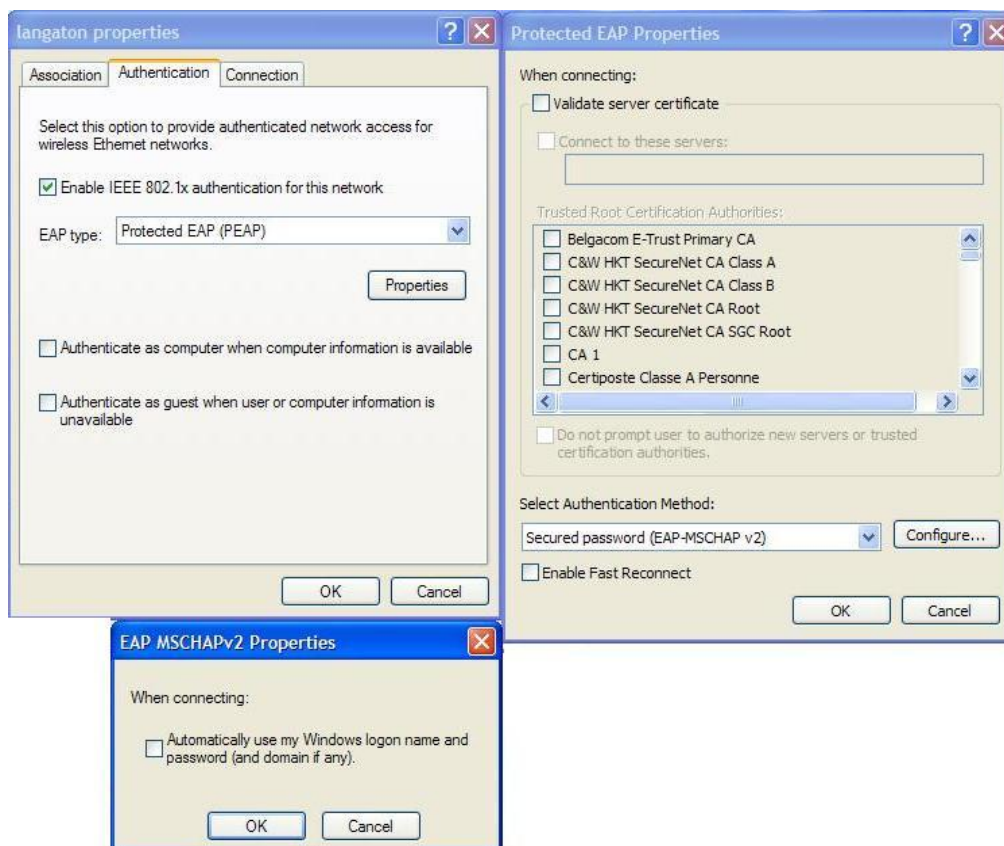 langaton properties
Association
Authentication
Connection
Select this option to provide authenticated network access for
wireless Ethernet networks.
Enable IEEE 802.1x authentication for this network
EAP type:
Protected EAP (PEAP)
Properties
Authenticate as computer when computer information is available
Authenticate as guest when user or computer information is
unavailable
OK
Cancel
Protected EAP Properties
When connecting:
Validate server certificate
Connect to these servers:
Trusted Root Certification Authorities:
Belgacom E-Trust Primary CA
C&W HKT SecureNet CA Class A
C&W HKT SecureNet CA Class B
C&W HKT SecureNet CA Root
C&W HKT SecureNet CA SGC Root
CA 1
Certiposte Classe A Personne
Do not prompt user to authorize new servers or trusted
certification authorities.
Select Authentication Method:
Secured password (EAP-MSCHAP v2)
Configure...
Enable Fast Reconnect
OK
Cancel
EAP MSCHAPv2 Properties
When connecting:
Automatically use my Windows logon name and
password (and domain if any).
OK
Cancel